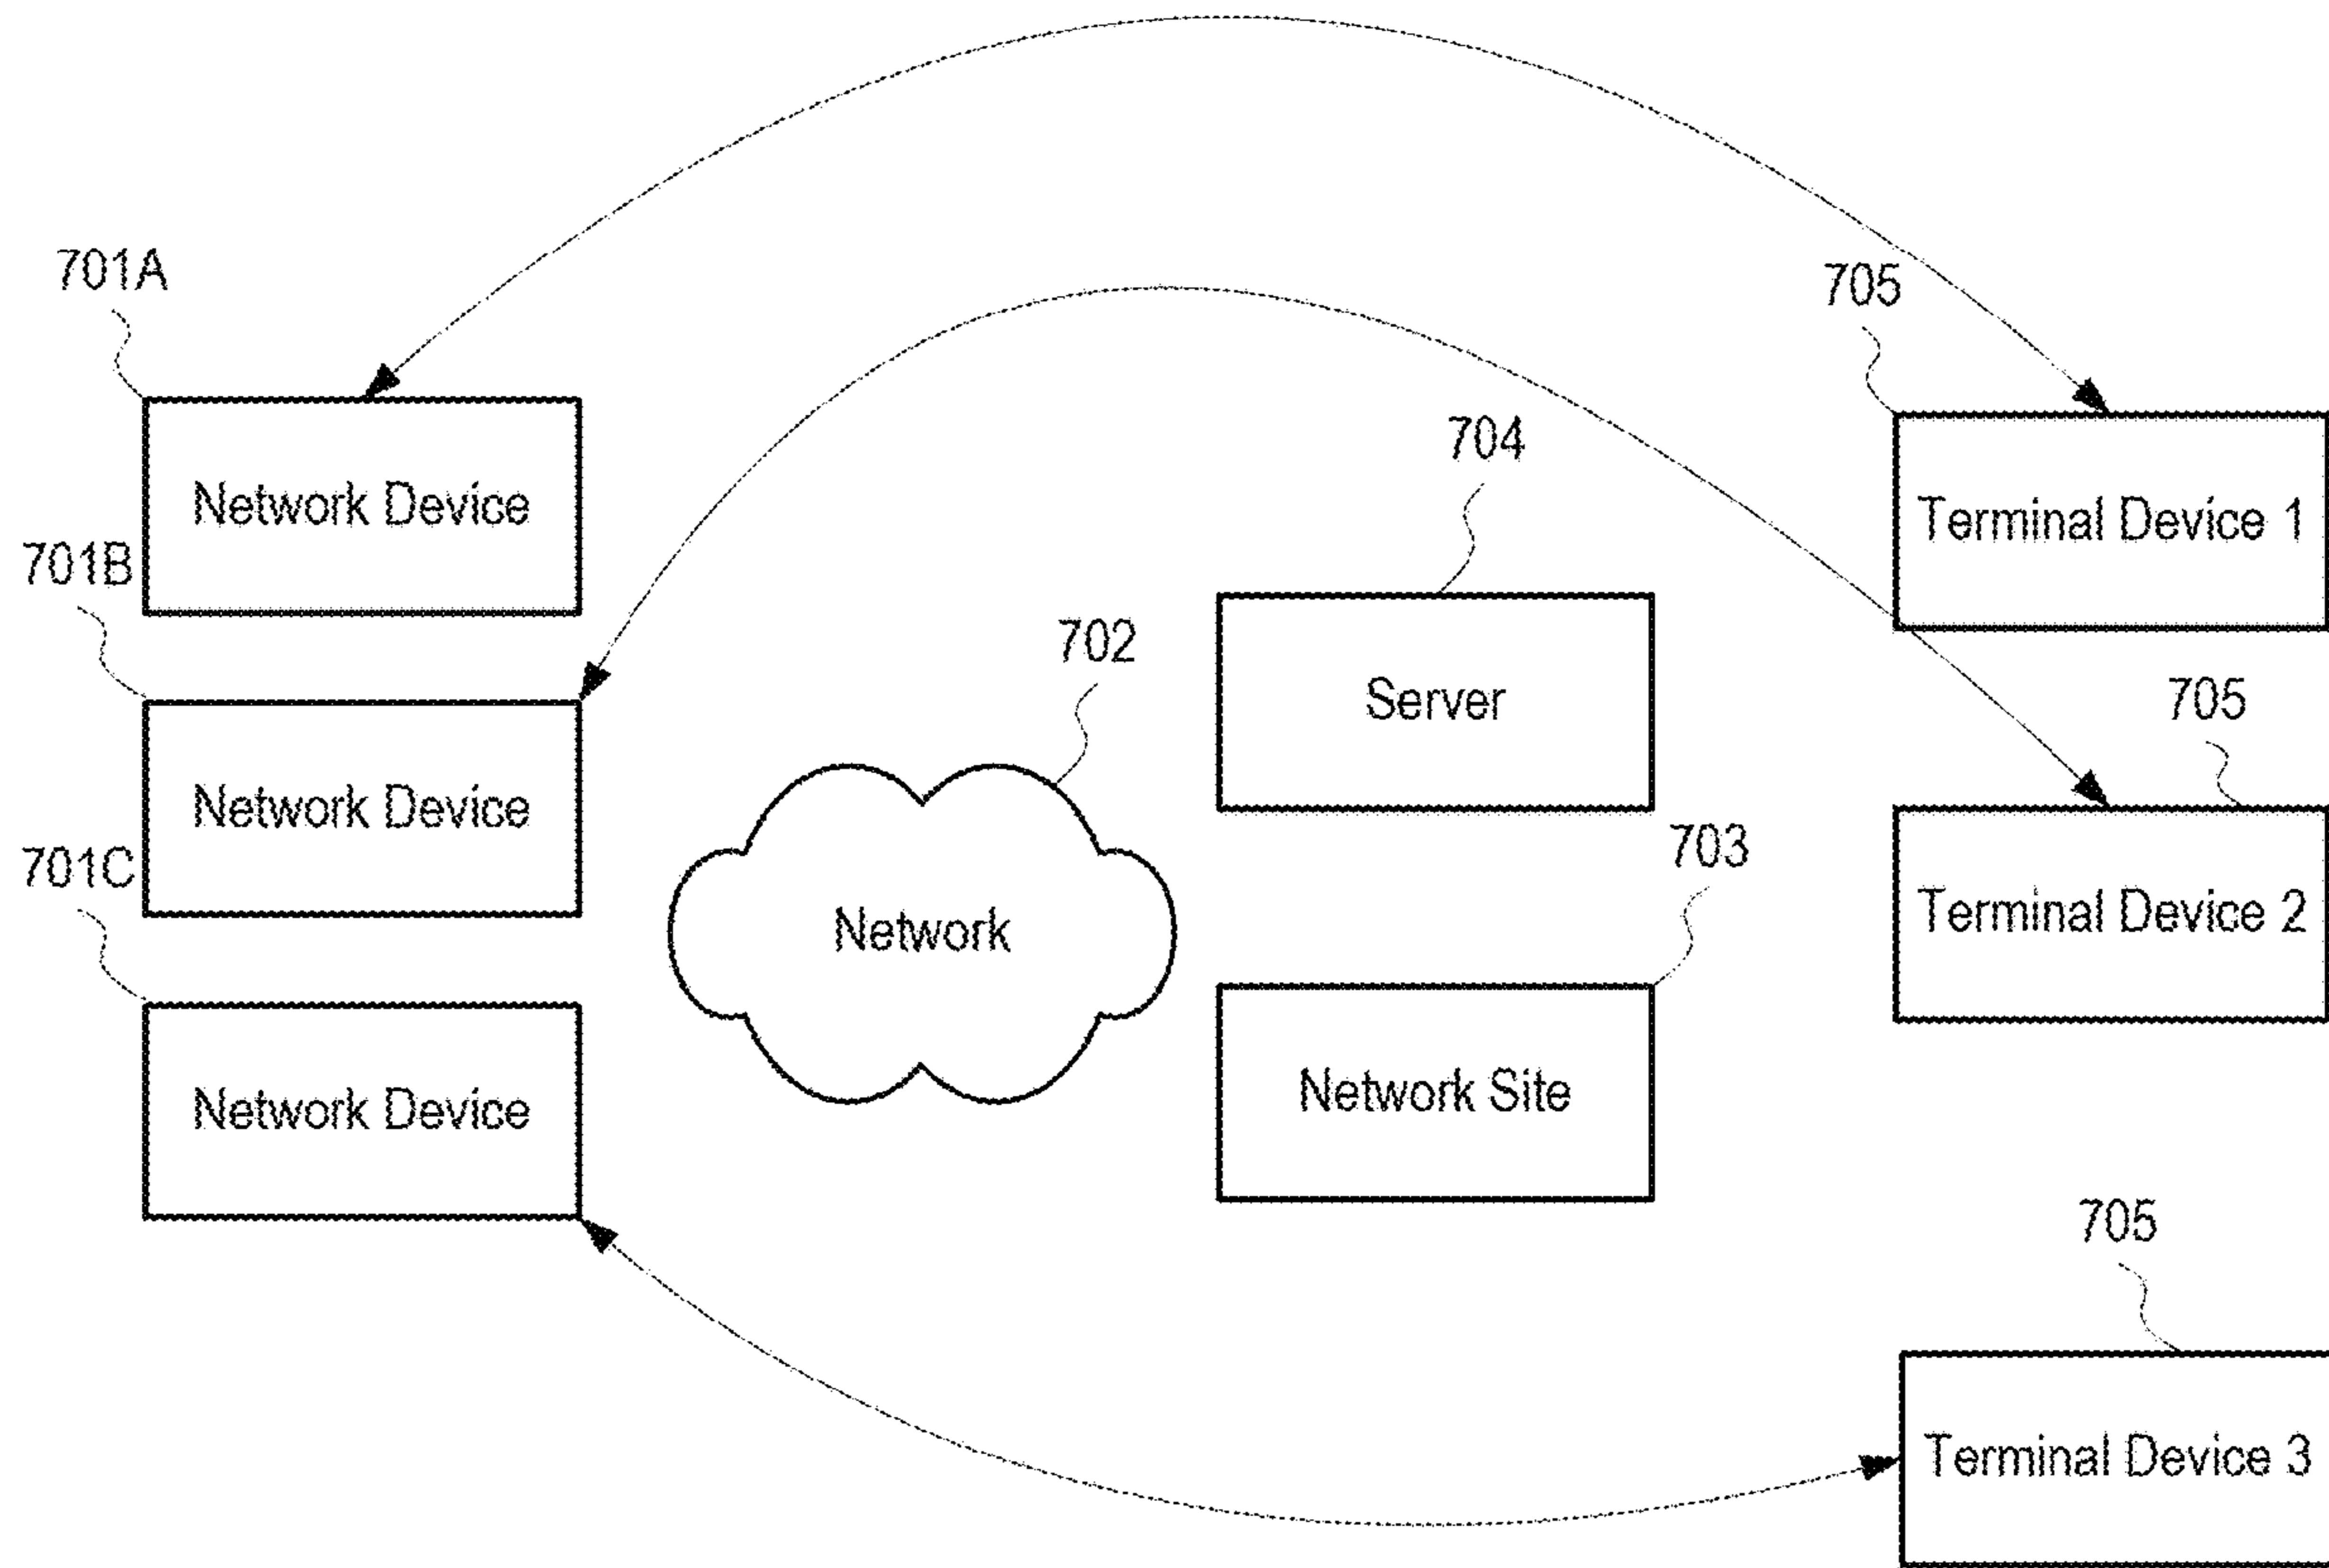 701A
705
704
Network Device
Terminal Device 1
701B
702
Server
705
Network Device
703
701C
Network
Terminal Device 2
Network Device
Network Site
705
Terminal Device 3